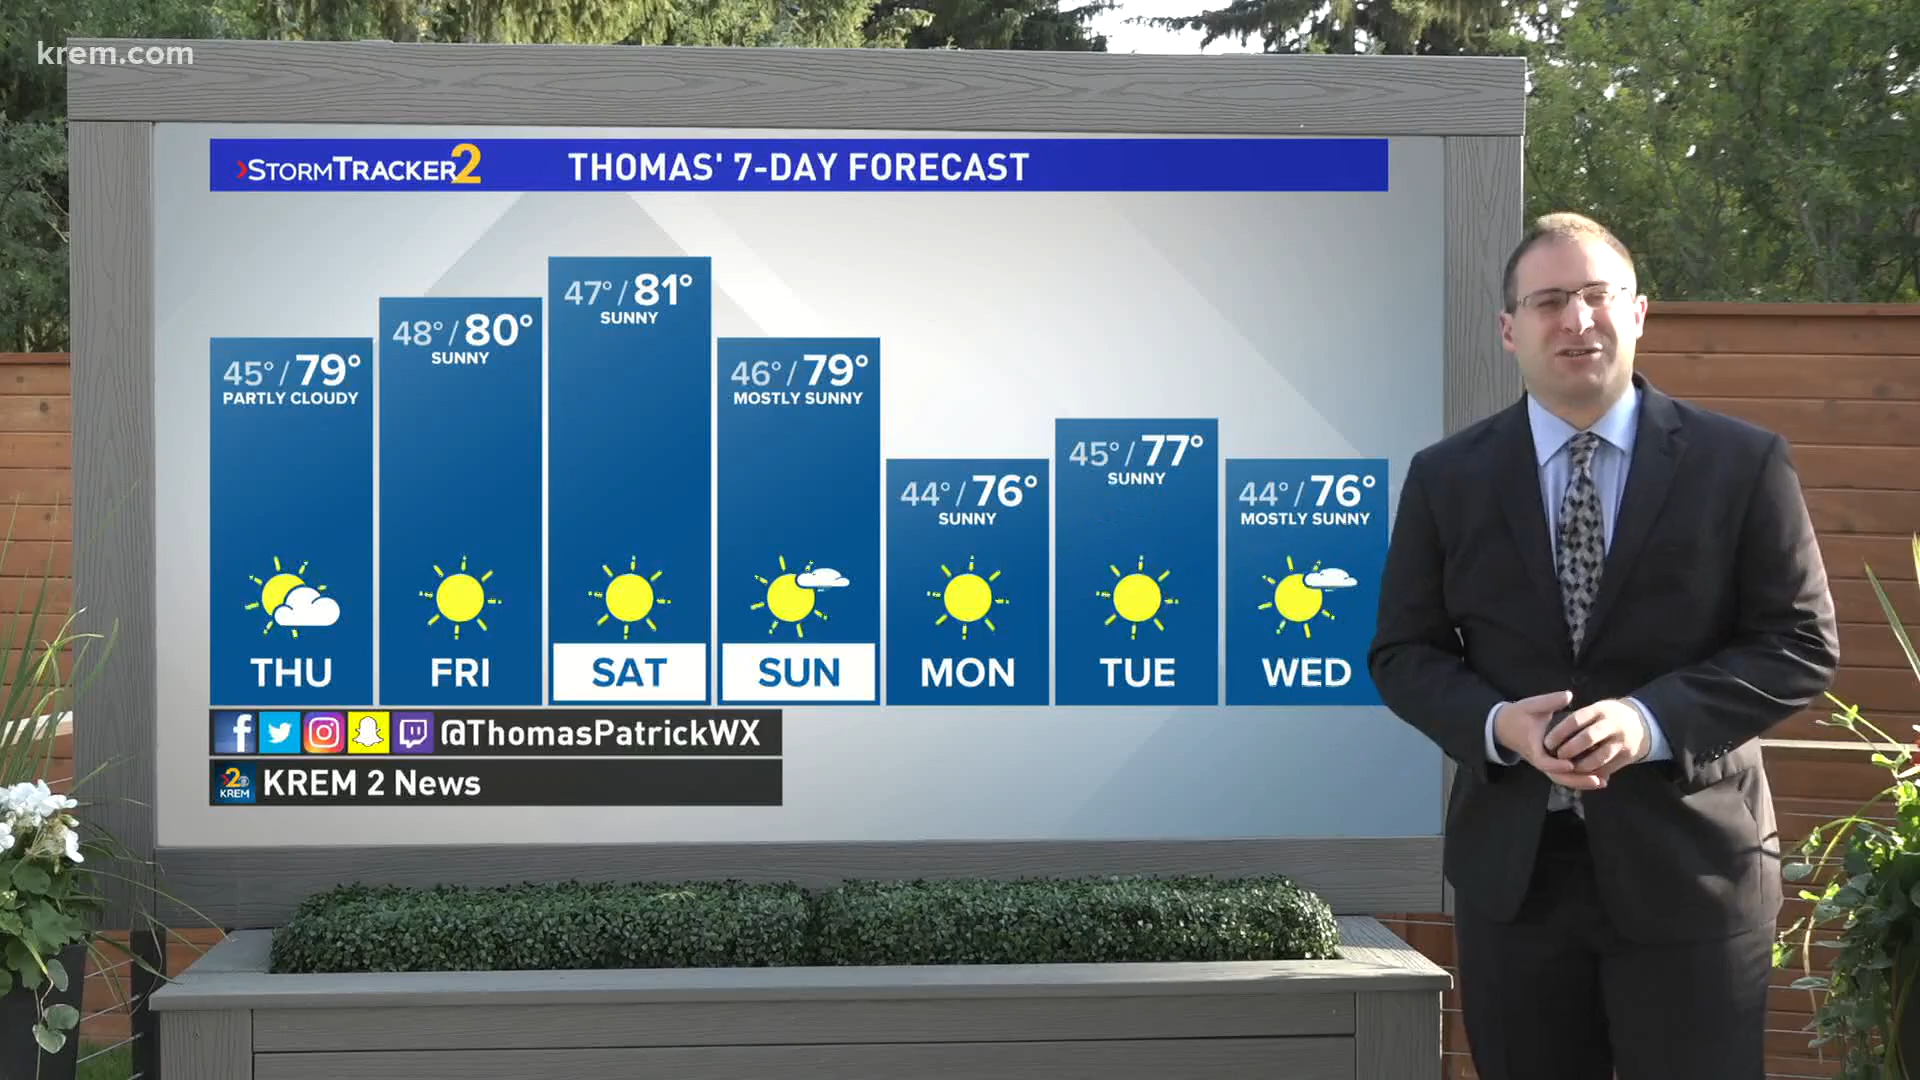 krem.com
STORMTRACKER2
THOMAS' 7-DAY FORECAST
45° / 79°
PARTLY CLOUDY
THU
48° / 80°
SUNNY
FRI
47° / 81°
SUNNY
SAT
46° / 79°
MOSTLY SUNNY
SUN
44° / 76°
SUNNY
MON
45° / 77°
SUNNY
TUE
44° / 76°
MOSTLY SUNNY
WED
@ThomasPatrickWX
2 KREM
KREM 2 News